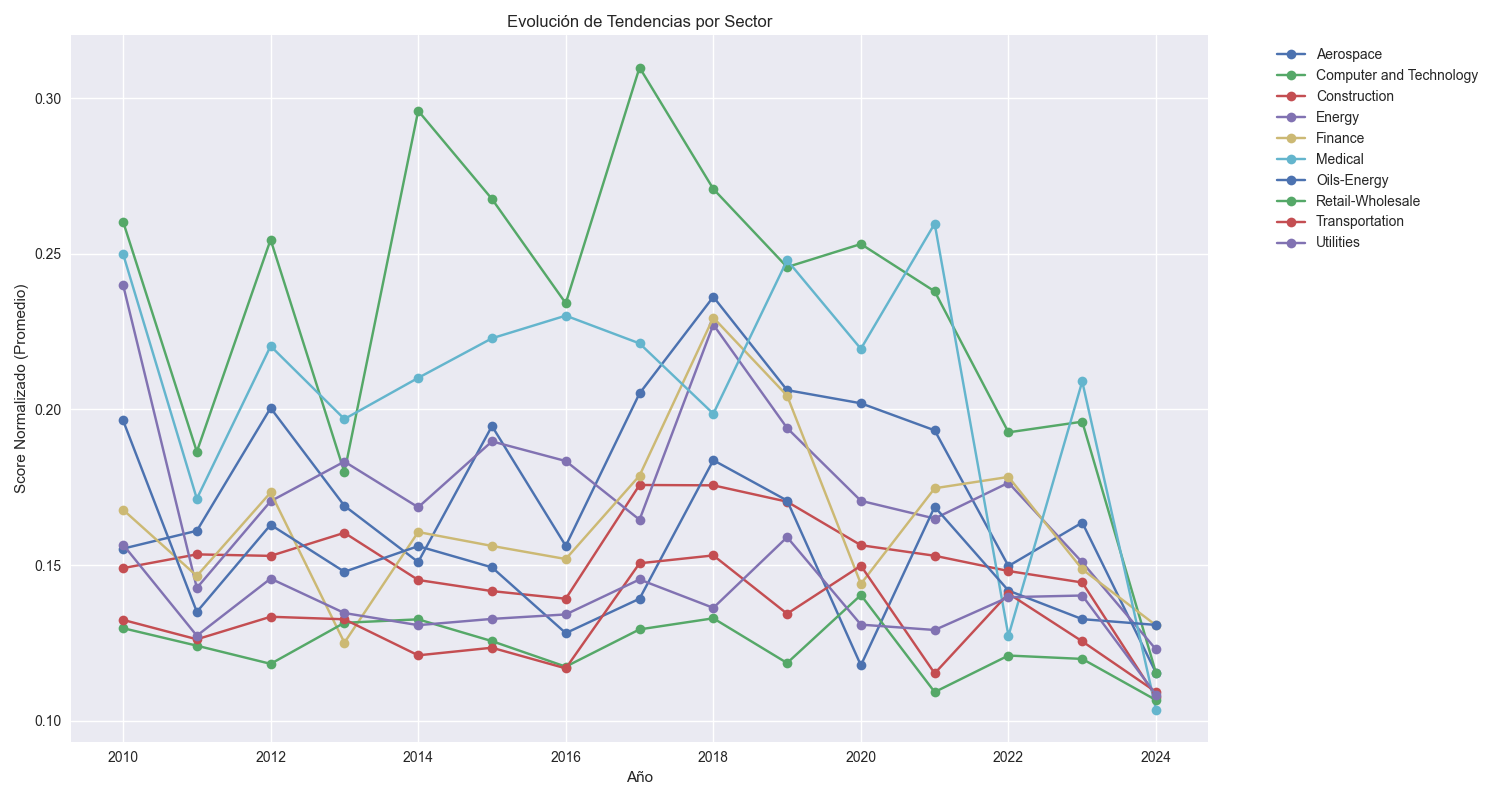 Evolución de Tendencias por Sector
Score Normalizado (Promedio)
0.30
0.25
0.20
0.15
0.10
2010
2012
2014
2016
2018
2020
2022
2024
Año
Aerospace
Computer and Technology
Construction
Energy
Finance
Medical
Oils-Energy
Retail-Wholesale
Transportation
Utilities